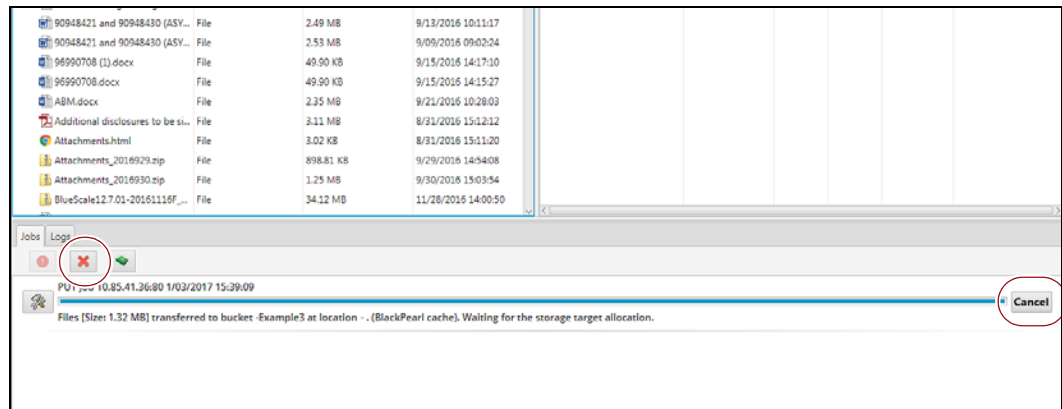 90948421 and 90948430 (ASY... File 2.49 MB 9/13/2016 10:11:17
90948421 and 90948430 (ASY... File 2.53 MB 9/09/2016 09:02:24
96990708 (1).docx File 49.90 KB 9/15/2016 14:17:10
96990708.docx File 49.90 KB 9/15/2016 14:15:27
ABM.docx File 2.35 MB 9/21/2016 10:28:03
Additional disclosures to be si... File 3.11 MB 8/31/2016 15:12:12
Attachments.html File 3.02 KB 8/31/2016 15:11:20
Attachments_2016929.zip File 898.81 KB 9/29/2016 14:54:08
Attachments_2016930.zip File 1.25 MB 9/30/2016 15:03:54
BlueScale12.7.01-20161116F_... File 34.12 MB 11/28/2016 14:00:50
Jobs Logs
PUT Job 10.85.41.36:80 1/03/2017 15:39:09
Cancel
Files [Size: 1.32 MB] transferred to bucket -Example3 at location - . (BlackPearl cache). Waiting for the storage target allocation.